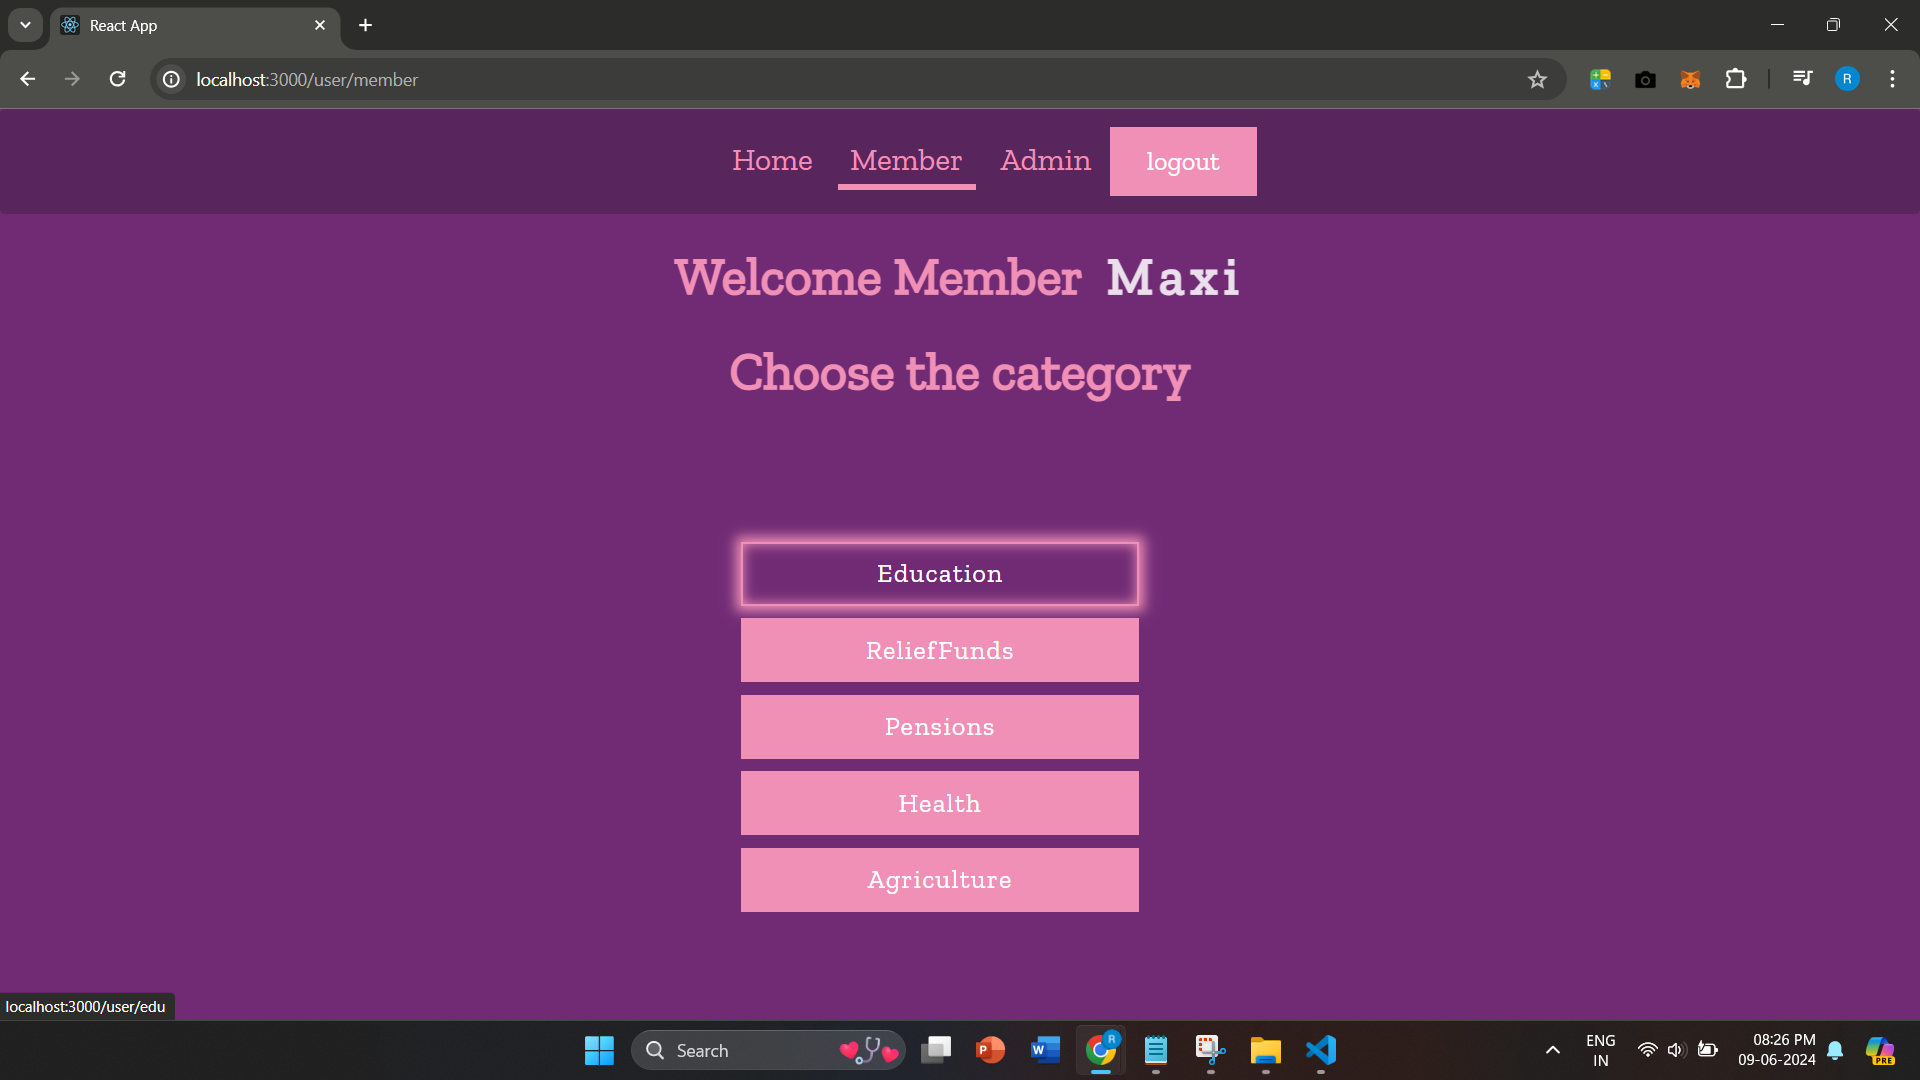 React App
localhost:3000/user/member
R
Home Member Admin logout
Welcome Member Maxi
Choose the category
Education
ReliefFunds
Pensions
Health
Agriculture
localhost:3000/user/edu
Search
P
W
R
ENG
IN
08:26 PM
09-06-2024
PRE